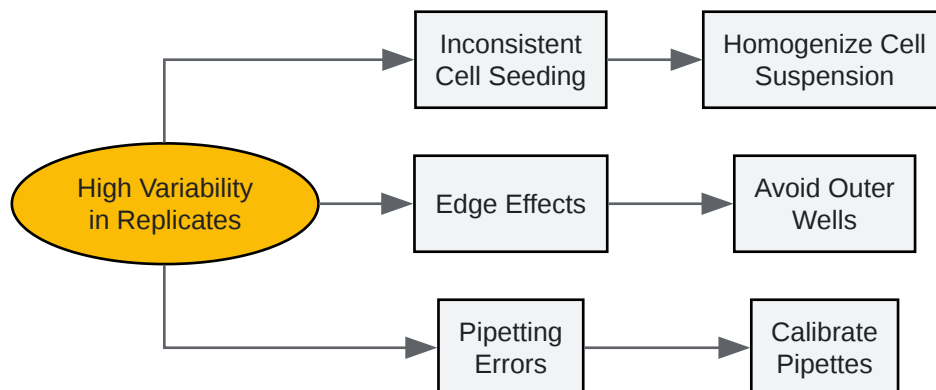 High Variability
in Replicates
Inconsistent
Cell Seeding
Homogenize Cell
Suspension
Edge Effects
Avoid Outer
Wells
Pipetting
Errors
Calibrate
Pipettes